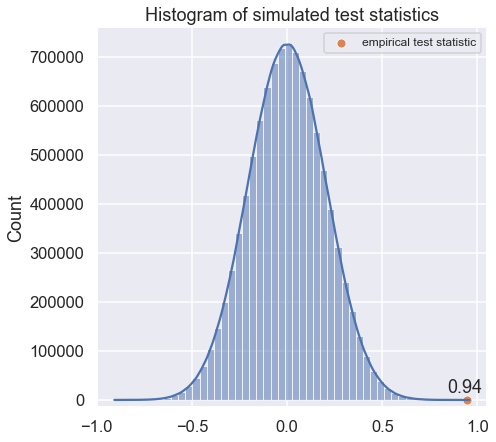 Histogram of simulated test statistics
empirical test statistic
700000
600000
500000
400000
300000
200000
100000
0
Count
0.94
−1.0 −0.5 0.0 0.5 1.0